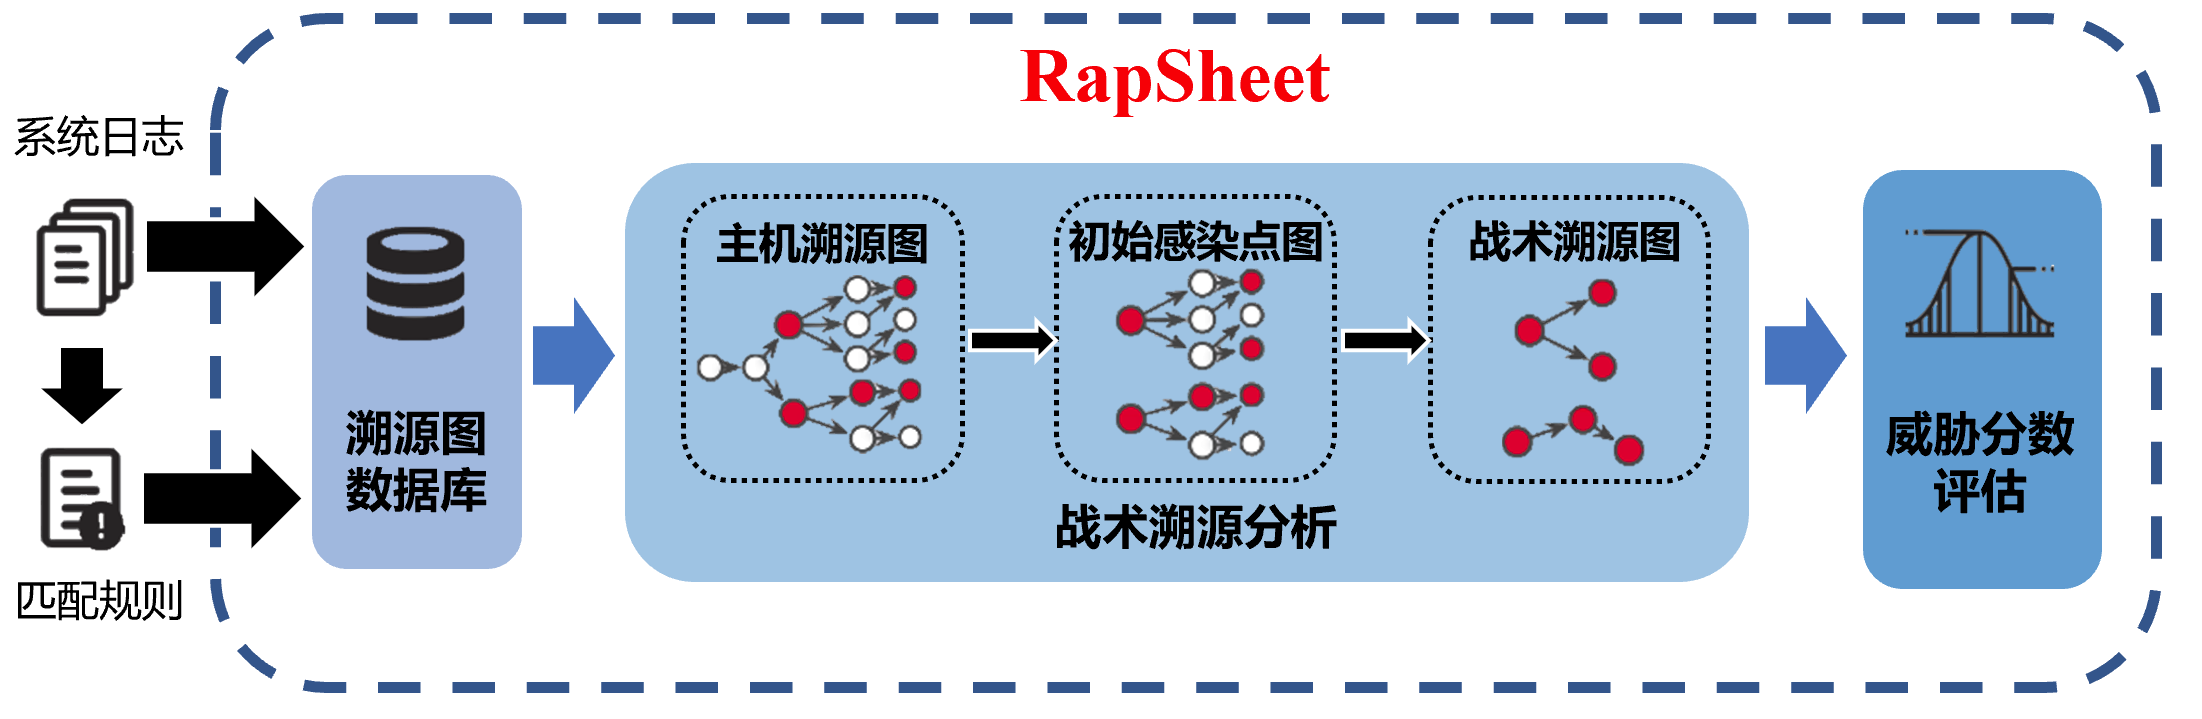 RapSheet
系统日志
匹配规则
溯源图
数据库
主机溯源图
初始感染点图
战术溯源图
战术溯源分析
威胁分数
评估